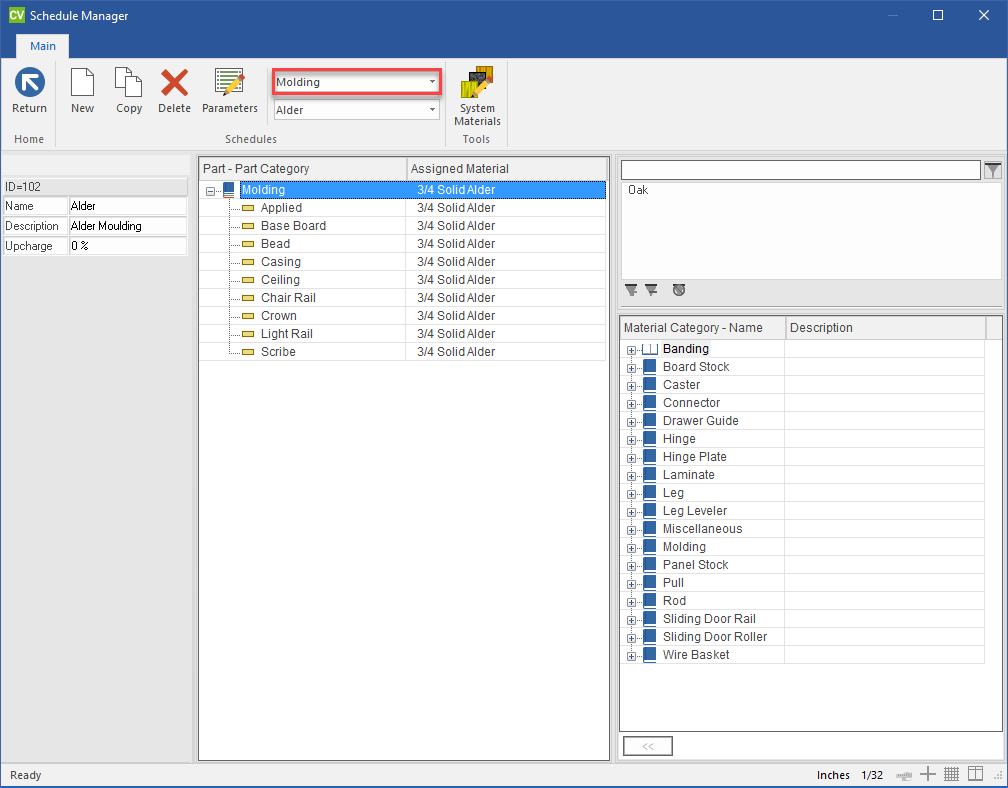 CV Schedule Manager
Main
Return
New
Copy
Delete
Parameters
Molding
Alder
System
Materials
Home
Schedules
Tools
ID=102
Name Alder
Description Alder Moulding
Upcharge 0 %
Part - Part Category Assigned Material
Molding 3/4 Solid Alder
Applied 3/4 Solid Alder
Base Board 3/4 Solid Alder
Bead 3/4 Solid Alder
Casing 3/4 Solid Alder
Ceiling 3/4 Solid Alder
Chair Rail 3/4 Solid Alder
Crown 3/4 Solid Alder
Light Rail 3/4 Solid Alder
Scribe 3/4 Solid Alder
Oak
Material Category - Name Description
Banding
Board Stock
Caster
Connector
Drawer Guide
Hinge
Hinge Plate
Laminate
Leg
Leg Leveler
Miscellaneous
Molding
Panel Stock
Pull
Rod
Sliding Door Rail
Sliding Door Roller
Wire Basket
<<
Ready
Inches 1/32